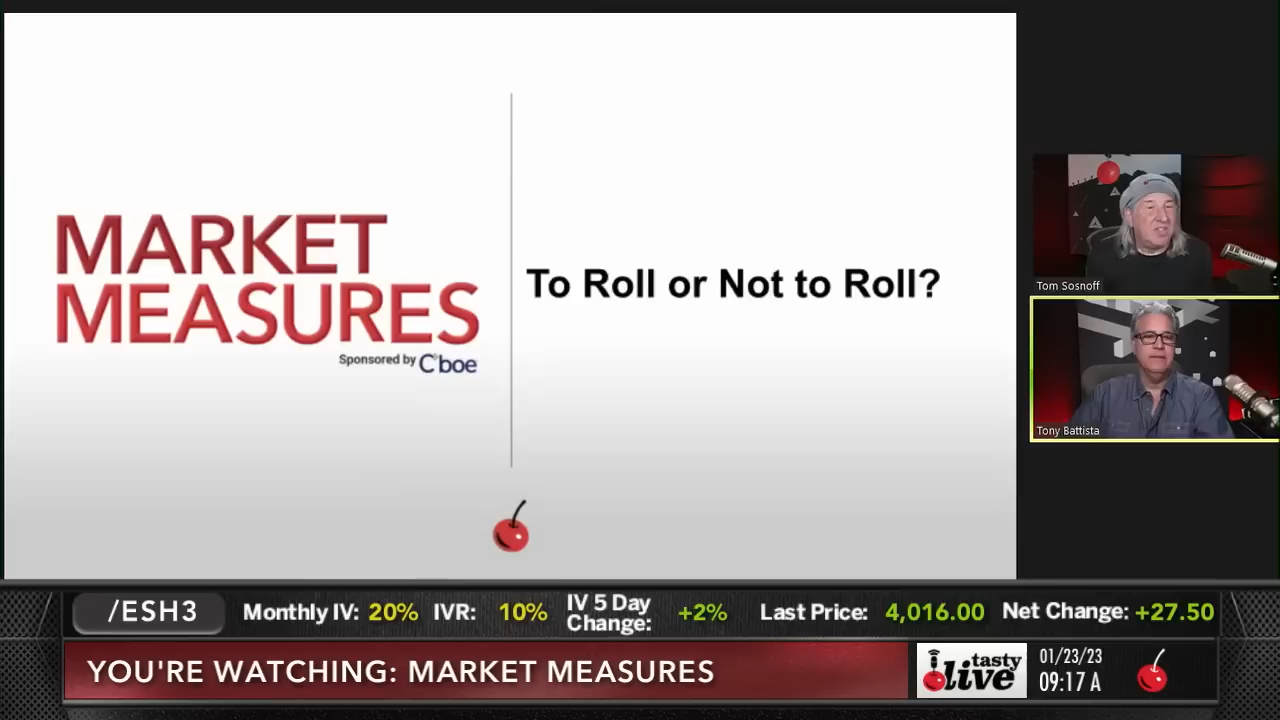 MARKET
MEASURES
Sponsored by Cboe
To Roll or Not to Roll?
Tom Sosnoff
Tony Battista
/ESH3 Monthly IV: 20% IVR: 10% IV 5 Day Change: +2% Last Price: 4,016.00 Net Change: +27.50
YOU'RE WATCHING: MARKET MEASURES
tasty
live
01/23/23
09:17 A